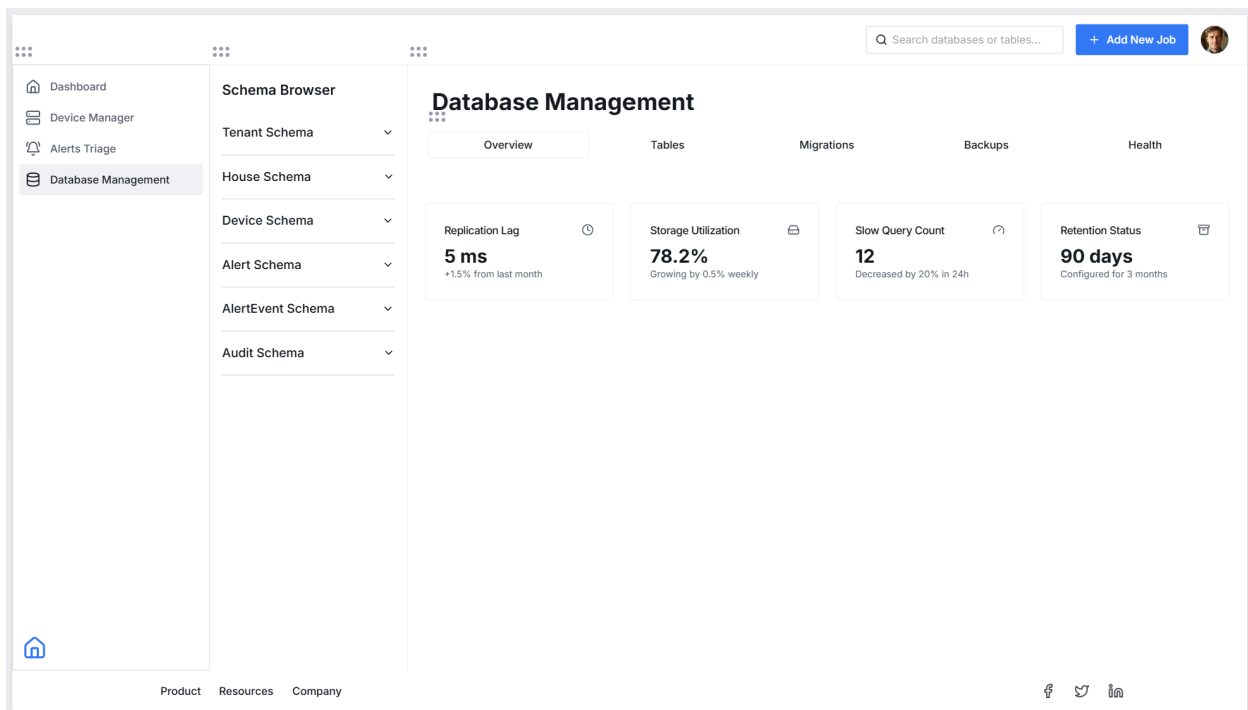 Search databases or tables...
+ Add New Job
Dashboard
Device Manager
Alerts Triage
Database Management
Schema Browser
Tenant Schema
House Schema
Device Schema
Alert Schema
AlertEvent Schema
Audit Schema
Database Management
Overview
Tables
Migrations
Backups
Health
Replication Lag
5 ms
+1.5% from last month
Storage Utilization
78.2%
Growing by 0.5% weekly
Slow Query Count
12
Decreased by 20% in 24h
Retention Status
90 days
Configured for 3 months
Product
Resources
Company